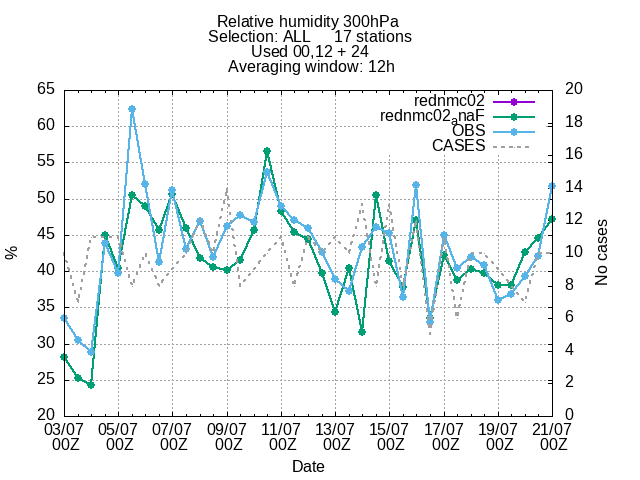 Relative humidity 300hPa
Selection: ALL 17 stations
Used 00,12 + 24
Averaging window: 12h
rednmc02
rednmc02_anaF
OBS
CASES
65
60
55
50
45
40
35
30
25
20
%
20
18
16
14
12
10
8
6
4
2
0
No cases
03/07 05/07 07/07 09/07 11/07 13/07 15/07 17/07 19/07 21/07
00Z 00Z 00Z 00Z 00Z 00Z 00Z 00Z 00Z 00Z
Date